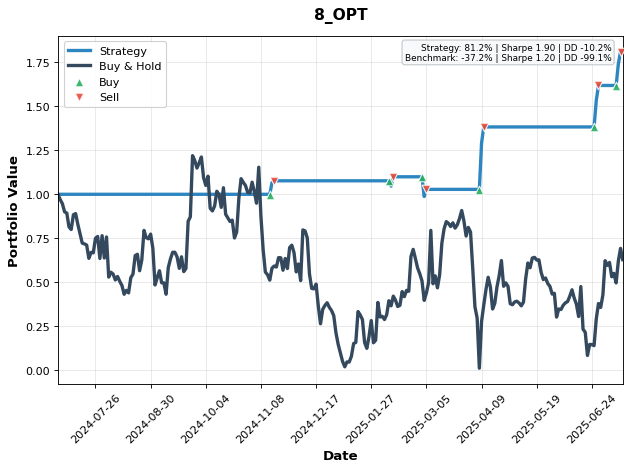 8_OPT
Strategy
Buy & Hold
Buy
Sell
Strategy: 81.2% | Sharpe 1.90 | DD -10.2%
Benchmark: -37.2% | Sharpe 1.20 | DD -99.1%
Portfolio Value
1.75
1.50
1.25
1.00
0.75
0.50
0.25
0.00
2024-07-26
2024-08-30
2024-10-04
2024-11-08
2024-12-17
2025-01-27
2025-03-05
2025-04-09
2025-05-19
2025-06-24
Date